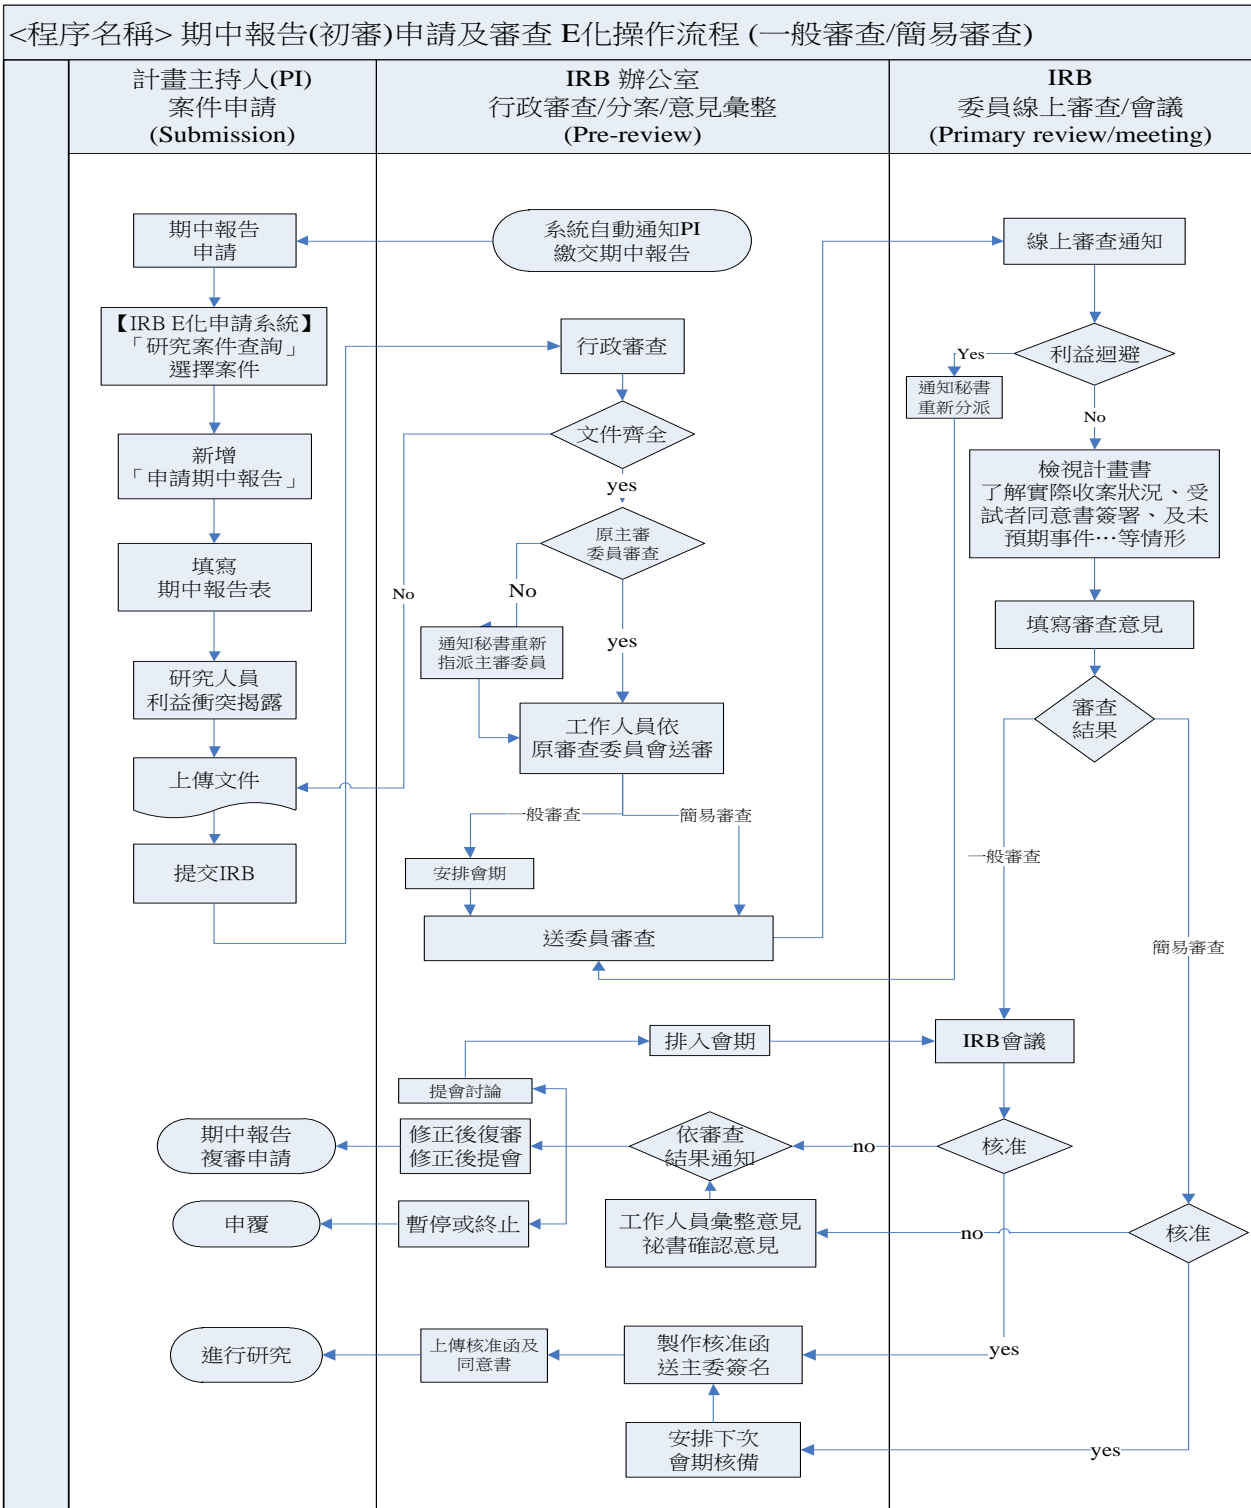 <程序名稱> 期中報告(初審)申請及審查 E化操作流程 (一般審查/簡易審查)
計畫主持人(PI)
案件申請
(Submission)
IRB 辦公室
行政審查/分案/意見彙整
(Pre-review)
IRB
委員線上審查/會議
(Primary review/meeting)
期中報告
申請
系統自動通知PI
繳交期中報告
線上審查通知
【IRB E化申請系統】
「研究案件查詢」
選擇案件
行政審查
利益迴避
Yes
通知秘書
重新分派
No
文件齊全
新增
「申請期中報告」
yes
檢視計畫書
了解實際收案狀況、受
試者同意書簽署、及未
預期事件…等情形
原主審
委員審查
填寫
期中報告表
No
No
yes
填寫審查意見
通知秘書重新
指派主審委員
研究人員
利益衝突揭露
工作人員依
原審查委員會送審
審查
結果
上傳文件
一般審查
簡易審查
提交IRB
安排會期
一般審查
送委員審查
簡易審查
排入會期
IRB會議
提會討論
期中報告
複審申請
修正後復審
修正後提會
依審查
結果通知
no
核准
申覆
暫停或終止
工作人員彙整意見
祕書確認意見
no
核准
進行研究
上傳核准函及
同意書
製作核准函
送主委簽名
yes
安排下次
會期核備
yes